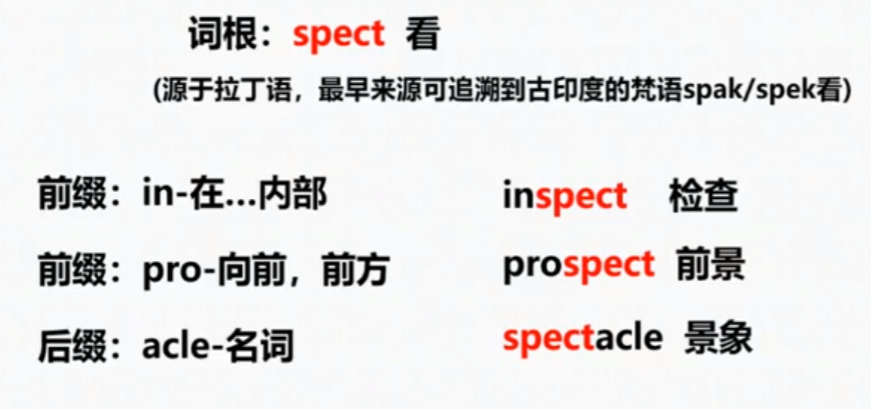 词根：spect 看
(源于拉丁语，最早来源可追溯到古印度的梵语spak/spek看)
前缀：in-在...内部 inspect 检查
前缀：pro-向前，前方 prospect 前景
后缀：acle-名词 spectacle 景象